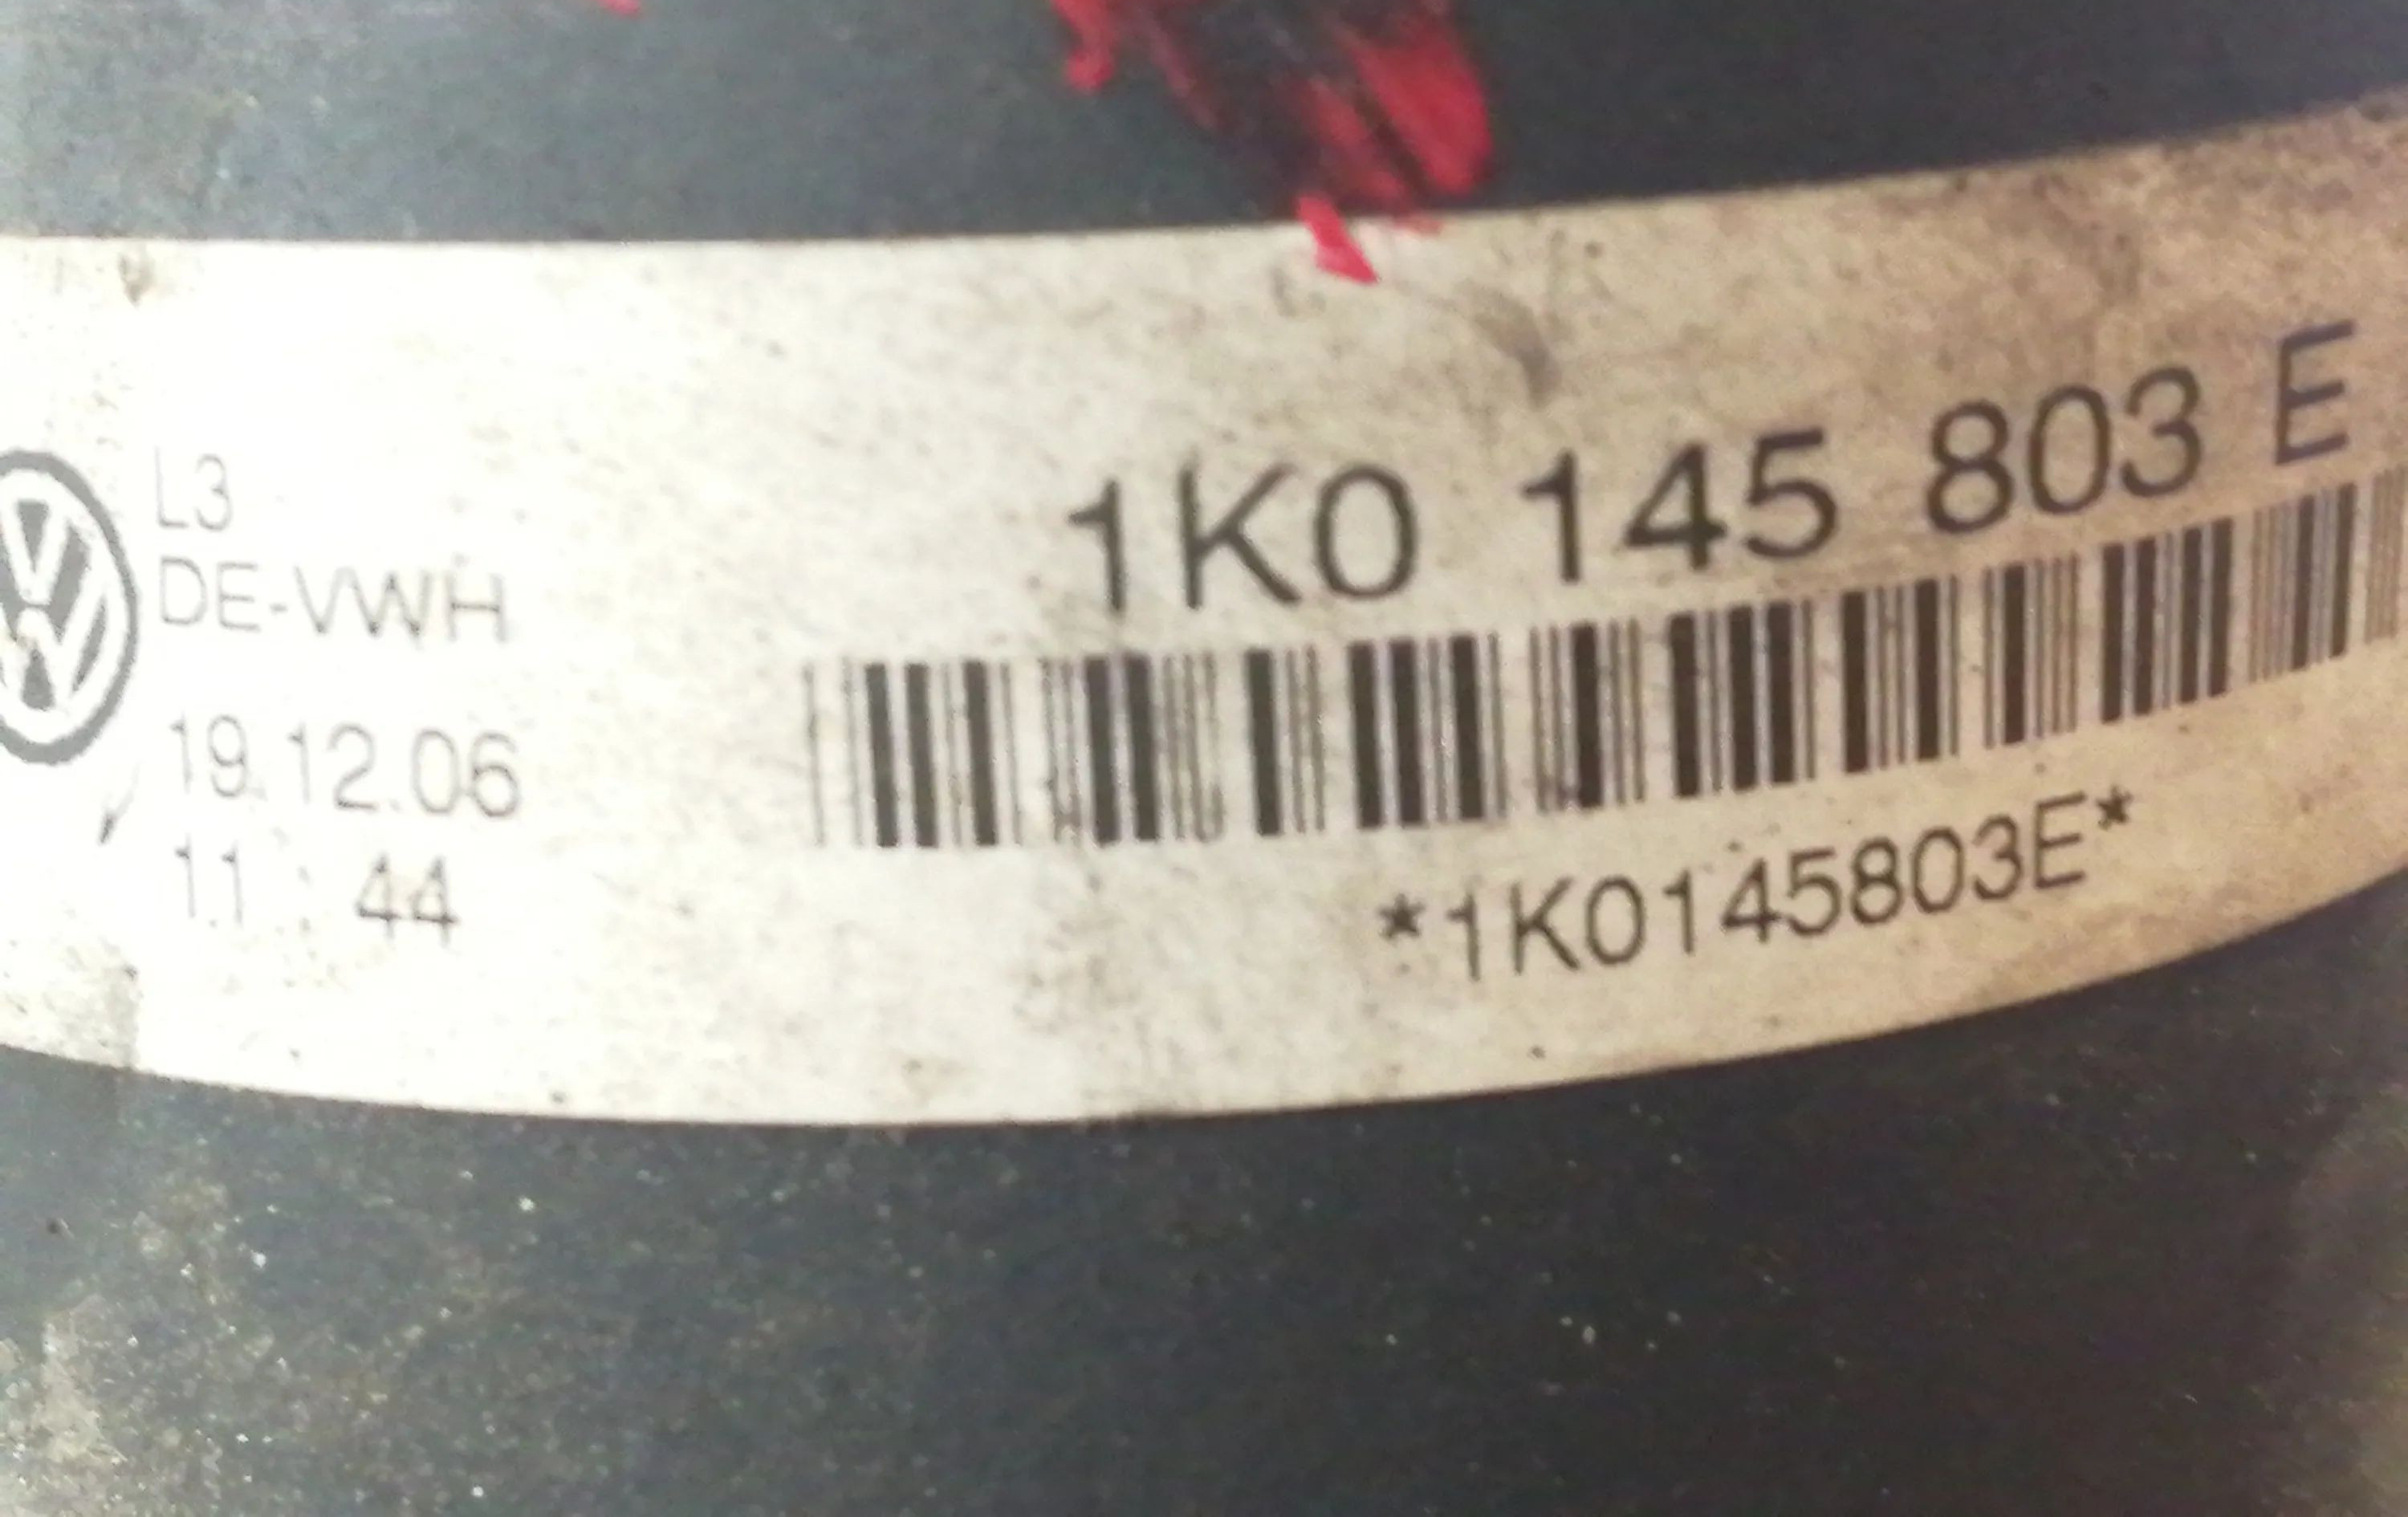 L3
DE-VWH
19.12.06
11 : 44
1K0 145 803 E
*1K0145803E*